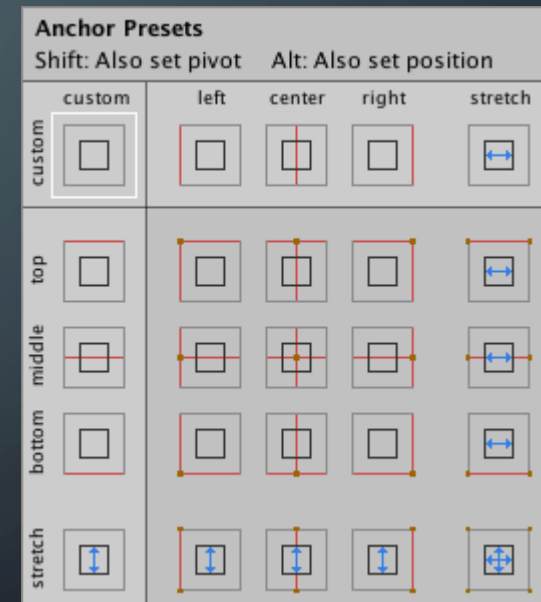 Anchor Presets
Shift: Also set pivot Alt: Also set position
custom left center right stretch
custom
top
middle
bottom
stretch